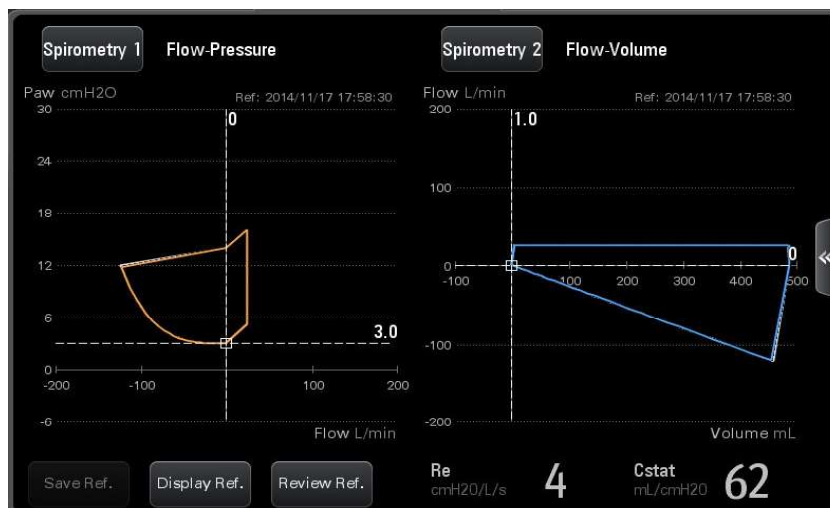 Spirometry 1 Flow-Pressure
Paw cmH2O
Ref: 2014/11/17 17:58:30
30
0
24
18
12
6
3.0
0
-200 -100 100 200
-6
Flow L/min
Spirometry 2 Flow-Volume
Flow L/min
Ref: 2014/11/17 17:58:30
200
1.0
100
0
0
-100 100 200 300 400 500
-100
-200
Volume mL
Save Ref. Display Ref. Review Ref.
Re
cmH2O/L/s 4
Cstat
mL/cmH2O 62